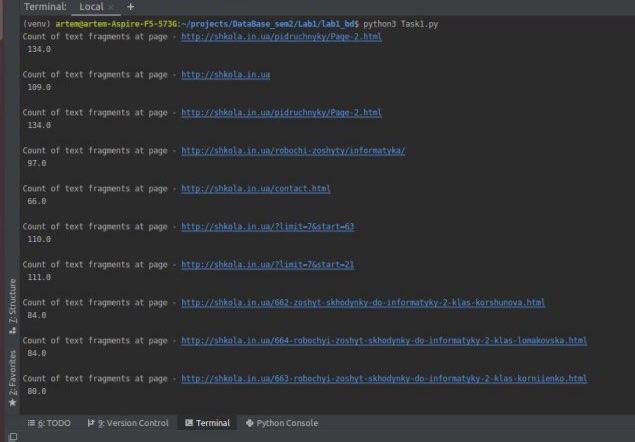 Terminal: Local × +
(venv) artem@artem-Aspire-F5-573G:~/projects/DataBase_sem2/Lab1/lab1_bd$ python3 Task1.py
Count of text fragments at page - http://shkola.in.ua/pidruchnyky/Page-2.html
134.0
Count of text fragments at page - http://shkola.in.ua
109.0
Count of text fragments at page - http://shkola.in.ua/pidruchnyky/Page-2.html
134.0
Count of text fragments at page - http://shkola.in.ua/robochi-zoshyty/informatyka/
97.0
Count of text fragments at page - http://shkola.in.ua/contact.html
66.0
Count of text fragments at page - http://shkola.in.ua/?limit=7&start=63
110.0
Count of text fragments at page - http://shkola.in.ua/?limit=7&start=21
111.0
Count of text fragments at page - http://shkola.in.ua/662-zoshyt-skhodynky-do-informatyky-2-klas-korshunova.html
84.0
Count of text fragments at page - http://shkola.in.ua/664-robochyi-zoshyt-skhodynky-do-informatyky-2-klas-lomakovska.html
84.0
Count of text fragments at page - http://shkola.in.ua/663-robochyi-zoshyt-skhodynky-do-informatyky-2-klas-korniienko.html
80.0
7: Structure
2: Favorites
6: TODO 9: Version Control Terminal Python Console